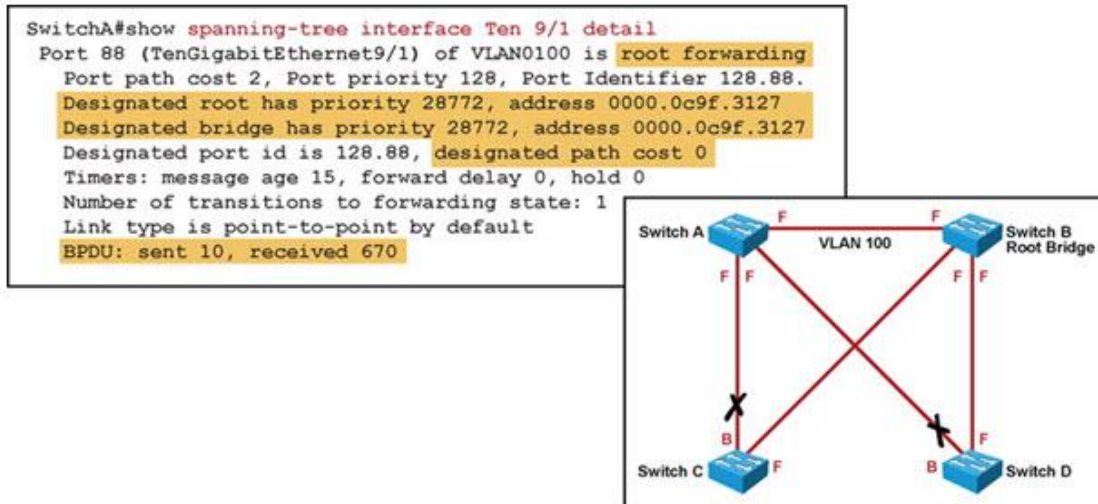 SwitchA#show spanning-tree interface Ten 9/1 detail
Port 88 (TenGigabitEthernet9/1) of VLAN0100 is root forwarding
Port path cost 2, Port priority 128, Port Identifier 128.88.
Designated root has priority 28772, address 0000.0c9f.3127
Designated bridge has priority 28772, address 0000.0c9f.3127
Designated port id is 128.88, designated path cost 0
Timers: message age 15, forward delay 0, hold 0
Number of transitions to forwarding state: 1
Link type is point-to-point by default
BPDU: sent 10, received 670
F F
Switch A
VLAN 100
Switch B
Root Bridge
F F
F F
B
F
F
B
Switch C
Switch D